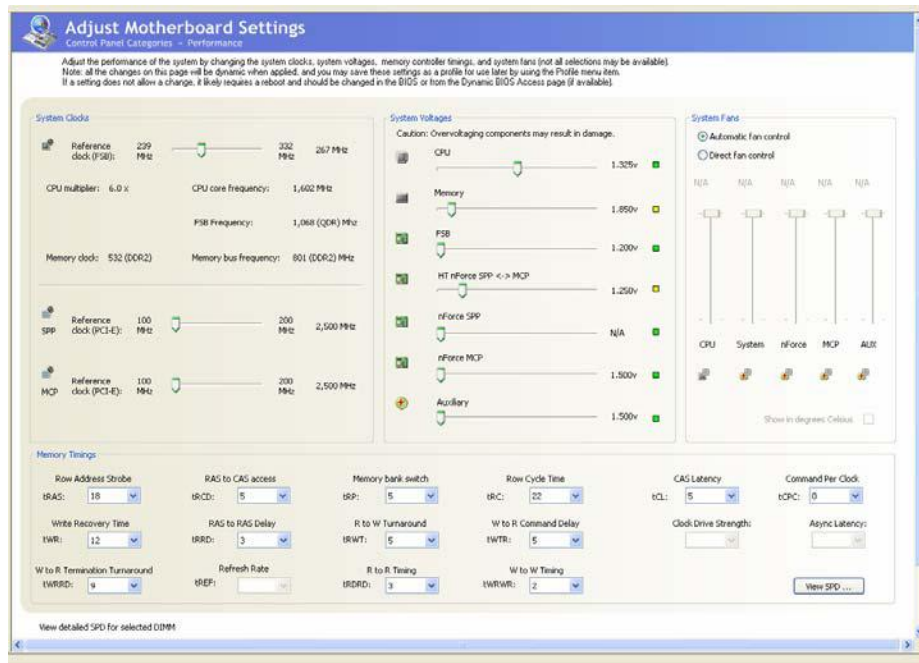 Adjust Motherboard Settings
Control Panel Categories - Performance
Adjust the performance of the system by changing the system clocks, system voltages, memory controller timings, and system fans (not all selections may be available).
Note: all the changes on this page will be dynamic when applied, and you may save these settings as a profile for use later by using the Profile menu item.
If a setting does not allow a change, it likely requires a reboot and should be changed in the BIOS or from the Dynamic BIOS Access page (if available).
System Clocks
Reference clock (FSB): 239 MHz 332 MHz 267 MHz
CPU multiplier: 6.0 x CPU core frequency: 1,602 MHz
FSB Frequency: 1,068 (QDR) Mhz
Memory clock: 532 (DDR2) Memory bus frequency: 801 (DDR2) MHz
SPP Reference clock (PCI-E): 100 MHz 200 MHz 2,500 MHz
MCP Reference clock (PCI-E): 100 MHz 200 MHz 2,500 MHz
System Voltages
Caution: Overvoltaging components may result in damage.
CPU
1.325v
Memory
1.850v
FSB
1.200v
HT nForce SPP <-> MCP
1.250v
nForce SPP
N/A
nForce MCP
1.500v
Auxiliary
1.500v
System Fans
Automatic fan control
Direct fan control
N/A N/A N/A N/A N/A
CPU System nForce MCP AUX
Show in degrees Celsius
Memory Timings
Row Address Strobe RAS to CAS access Memory bank switch Row Cycle Time CAS Latency Command Per Clock
tRAS: 18 tRCD: 5 tRP: 5 tRC: 22 tCL: 5 tCPC: 0
Write Recovery Time RAS to RAS Delay R to W Turnaround W to R Command Delay Clock Drive Strength: Async Latency:
tWR: 12 tRRD: 3 tRWT: 5 tWTR: 5
W to R Termination Turnaround Refresh Rate R to R Timing W to W Timing
tWRRD: 9 tREF: tRDRD: 3 tWRWR: 2 View SPD ...
View detailed SPD for selected DIMM